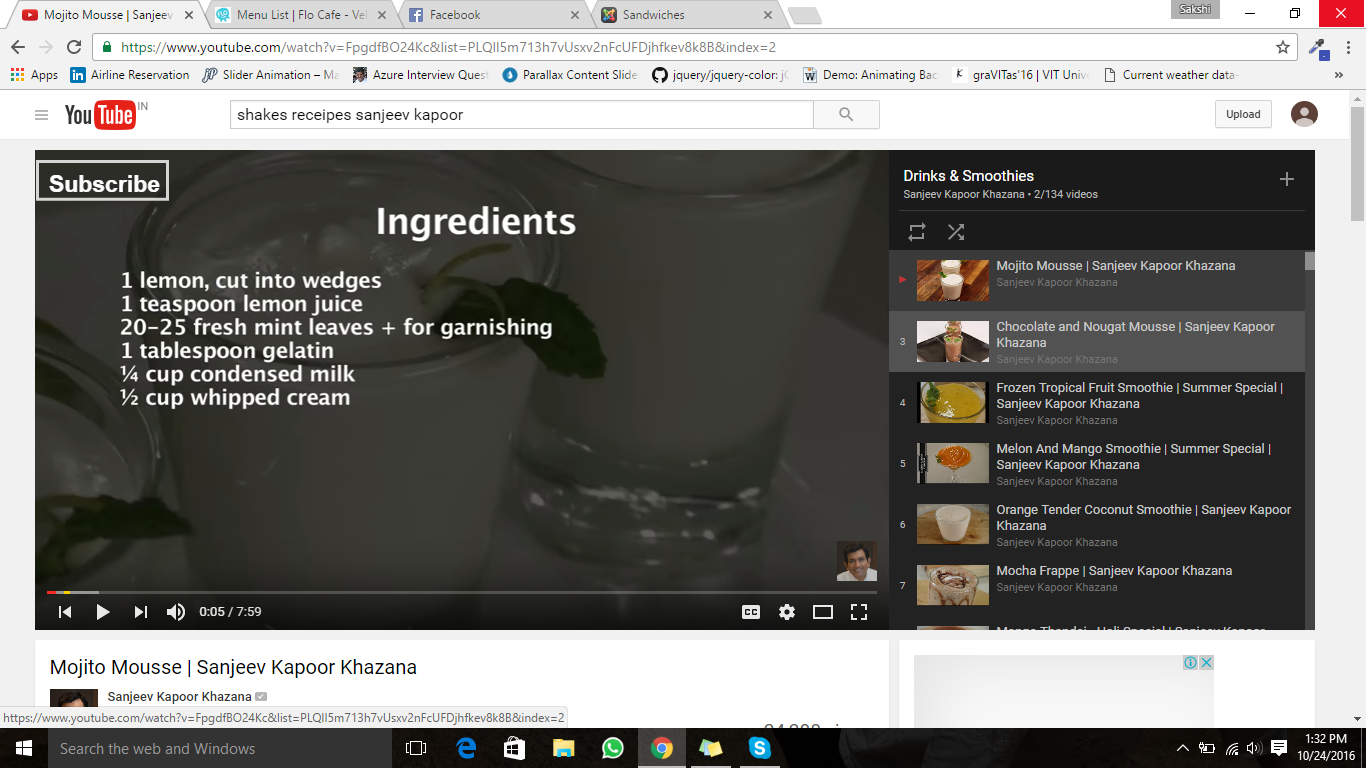 Mojito Mousse | Sanjeev
Menu List | Flo Cafe - Vel
Facebook
Sandwiches
Sakshi
https://www.youtube.com/watch?v=FpgdfBO24Kc&list=PLQlI5m713h7vUsxv2nFcUFDjhfkev8k8B&index=2
Apps
Airline Reservation
Slider Animation – Ma
Azure Interview Quest
Parallax Content Slide
jquery/jquery-color: jQ
Demo: Animating Bac
graVITas'16 | VIT Univ
Current weather data-
»
YouTube IN
shakes receipes sanjeev kapoor
Upload
Subscribe
Ingredients
1 lemon, cut into wedges
1 teaspoon lemon juice
20-25 fresh mint leaves + for garnishing
1 tablespoon gelatin
¼ cup condensed milk
½ cup whipped cream
CC
0:05 / 7:59
Drinks & Smoothies
Sanjeev Kapoor Khazana • 2/134 videos
Mojito Mousse | Sanjeev Kapoor Khazana
Sanjeev Kapoor Khazana
3
Chocolate and Nougat Mousse | Sanjeev Kapoor
Khazana
Sanjeev Kapoor Khazana
4
Frozen Tropical Fruit Smoothie | Summer Special |
Sanjeev Kapoor Khazana
Sanjeev Kapoor Khazana
5
Melon And Mango Smoothie | Summer Special |
Sanjeev Kapoor Khazana
Sanjeev Kapoor Khazana
6
Orange Tender Coconut Smoothie | Sanjeev Kapoor
Khazana
Sanjeev Kapoor Khazana
7
Mocha Frappe | Sanjeev Kapoor Khazana
Sanjeev Kapoor Khazana
Mojito Mousse | Sanjeev Kapoor Khazana
Sanjeev Kapoor Khazana
https://www.youtube.com/watch?v=FpgdfBO24Kc&list=PLQlI5m713h7vUsxv2nFcUFDjhfkev8k8B&index=2
Search the web and Windows
1:32 PM
10/24/2016